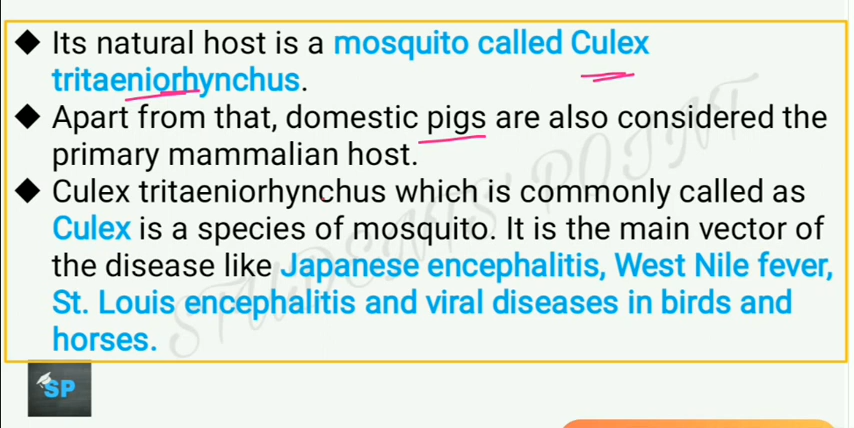 ◆ Its natural host is a mosquito called Culex
tritaeniorhynchus.
◆ Apart from that, domestic pigs are also considered the
primary mammalian host.
◆ Culex tritaeniorhynchus which is commonly called as
Culex is a species of mosquito. It is the main vector of
the disease like Japanese encephalitis, West Nile fever,
St. Louis encephalitis and viral diseases in birds and
horses.
STUDENTS' POINT
SP